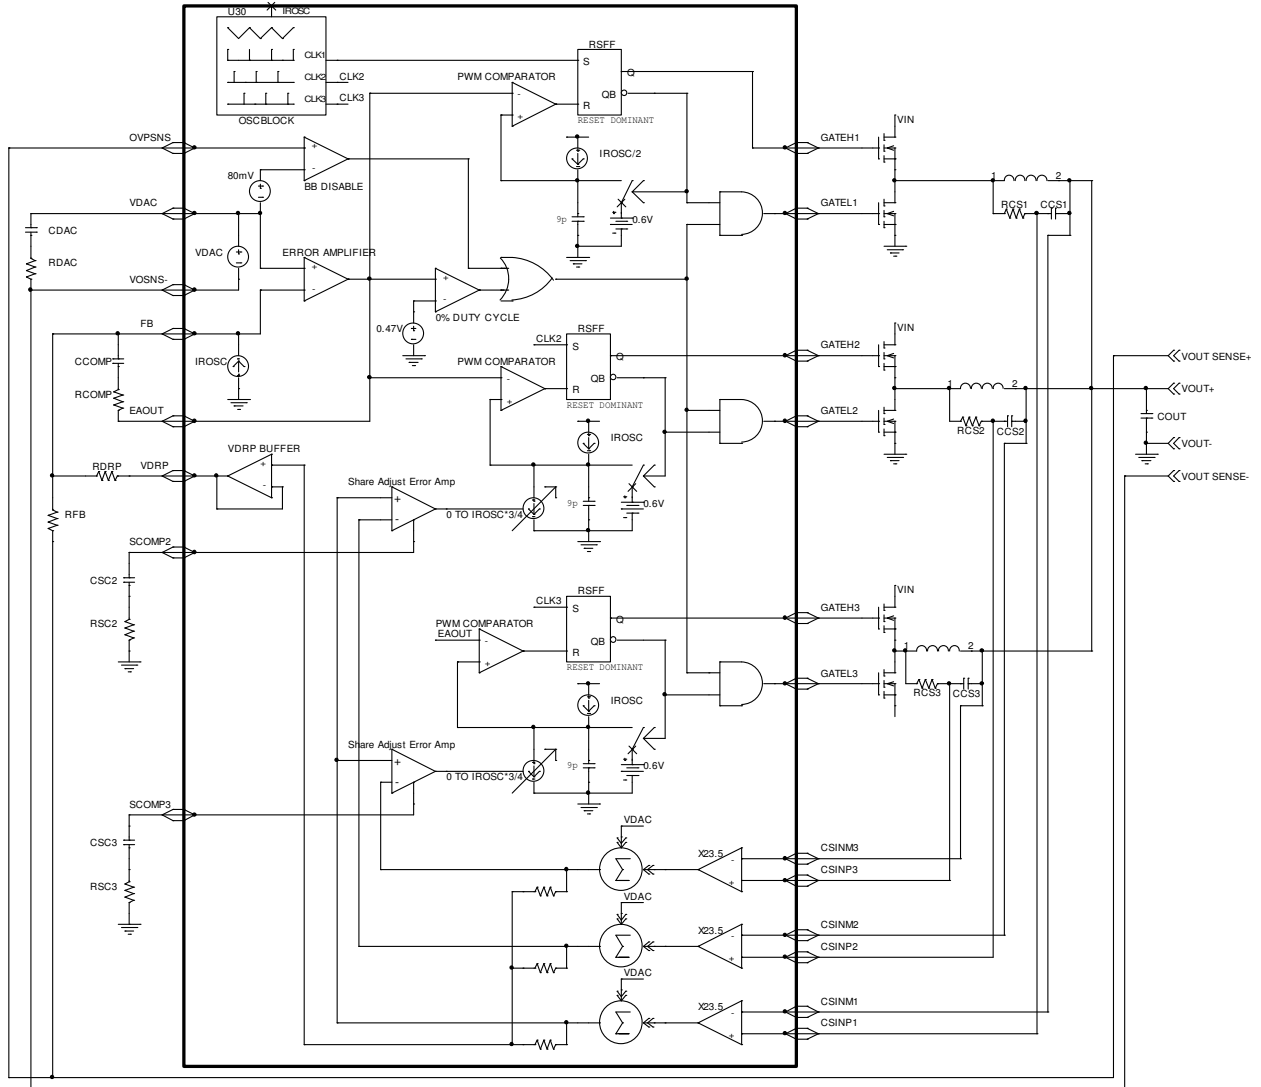 U30
IROSC
CLK1
CLK2
CLK2
CLK3
CLK3
OSCBLOCK
RSFF
S
Q
QB
R
RESET DOMINANT
PWM COMPARATOR
-
+
IROSC/2
9p
0.6V
OVPSNS
+
-
BB DISABLE
80mV
VDAC
VDAC
CDAC
RDAC
VOSNS-
ERROR AMPLIFIER
+
-
0% DUTY CYCLE
+
-
0.47V
FB
IROSC
CCOMP
RCOMP
EAOUT
GATEH1
GATEL1
VIN
1
2
RCS1
CCS1
CLK2
RSFF
S
Q
QB
R
RESET DOMINANT
PWM COMPARATOR
-
+
IROSC
9p
0.6V
GATEH2
GATEL2
VIN
1
2
RCS2
CCS2
VOUT SENSE+
VOUT+
COUT
VOUT-
VOUT SENSE-
VDRP BUFFER
+
-
RDRP
VDRP
RFB
Share Adjust Error Amp
+
-
0 TO IROSC*3/4
SCOMP2
CSC2
RSC2
CLK3
RSFF
S
Q
QB
R
RESET DOMINANT
PWM COMPARATOR
EAOUT
-
+
IROSC
9p
0.6V
GATEH3
GATEL3
VIN
1
2
RCS3
CCS3
Share Adjust Error Amp
+
-
0 TO IROSC*3/4
SCOMP3
CSC3
RSC3
VDAC
Σ
X23.5
-
+
CSINM3
CSINP3
VDAC
Σ
X23.5
-
+
CSINM2
CSINP2
VDAC
Σ
X23.5
-
+
CSINM1
CSINP1